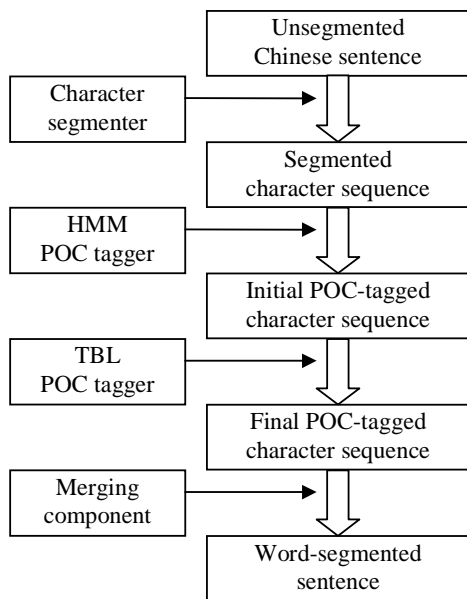 Unsegmented
Chinese sentence
Character
segmenter
Segmented
character sequence
HMM
POC tagger
Initial POC-tagged
character sequence
TBL
POC tagger
Final POC-tagged
character sequence
Merging
component
Word-segmented
sentence